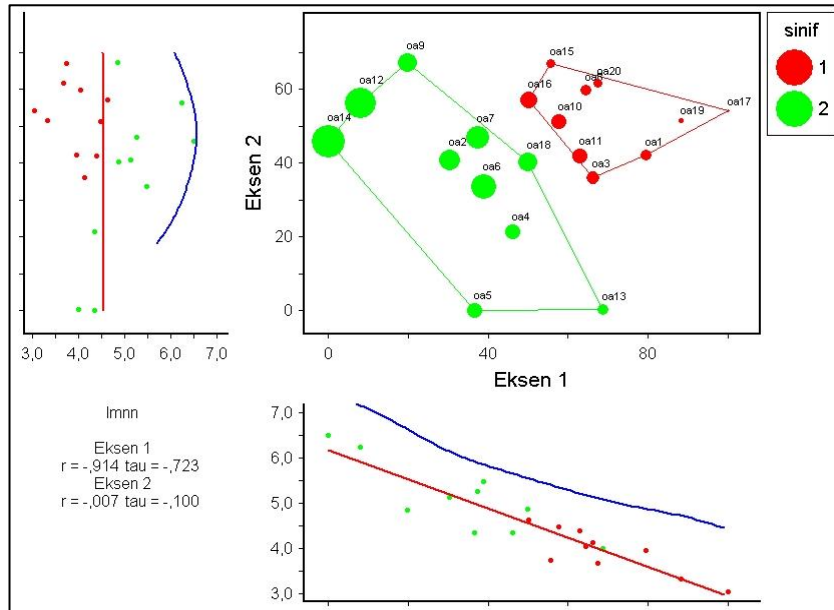 sinif
1
2
oa9
oa15
oa8
oa20
oa12
oa16
oa17
oa10
oa19
oa14
oa7
oa2
oa18
oa11
oa1
oa3
oa6
oa4
oa5
oa13
Eksen 2
60
40
20
0
0 40 80
Eksen 1
3,0 4,0 5,0 6,0 7,0
lmnn
Eksen 1
r = -,914 tau = -,723
Eksen 2
r = -,007 tau = -,100
7,0
6,0
5,0
4,0
3,0